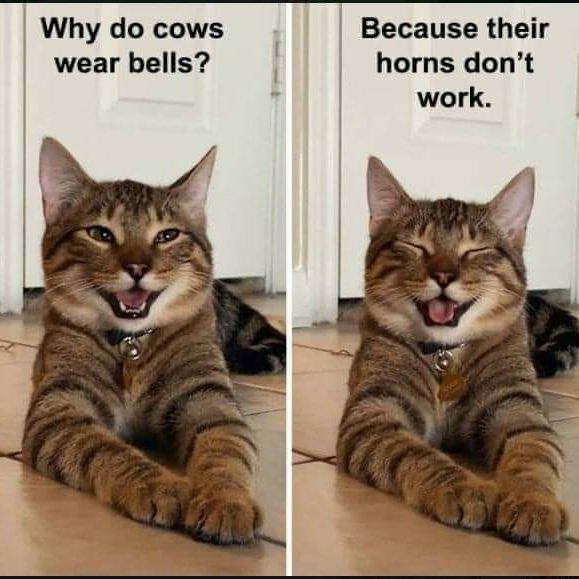 Why do cows
wear bells?
Because their
horns don't
work.